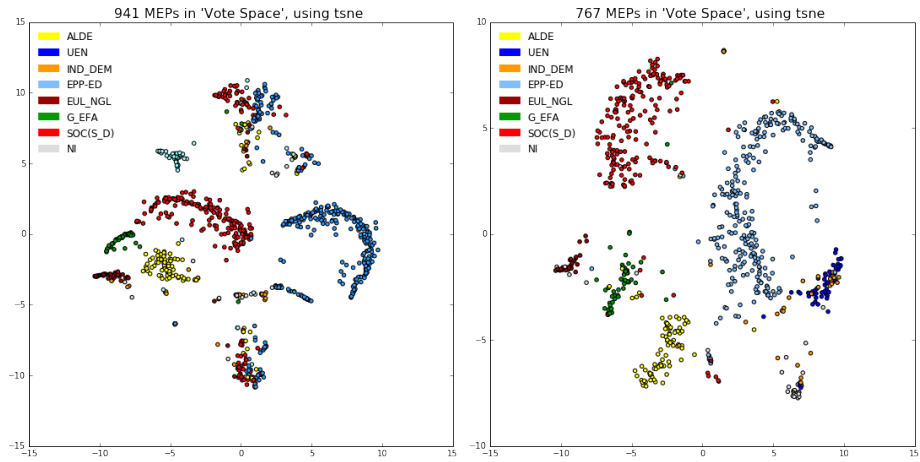 941 MEPs in 'Vote Space', using tsne
15
10
5
0
−5
−10
−15
−15
−10
−5
0
5
10
15
ALDE
UEN
IND_DEM
EPP-ED
EUL_NGL
G_EFA
SOC(S_D)
NI
767 MEPs in 'Vote Space', using tsne
10
5
0
−5
−10
−15
−10
−5
0
5
10
15
ALDE
UEN
IND_DEM
EPP-ED
EUL_NGL
G_EFA
SOC(S_D)
NI